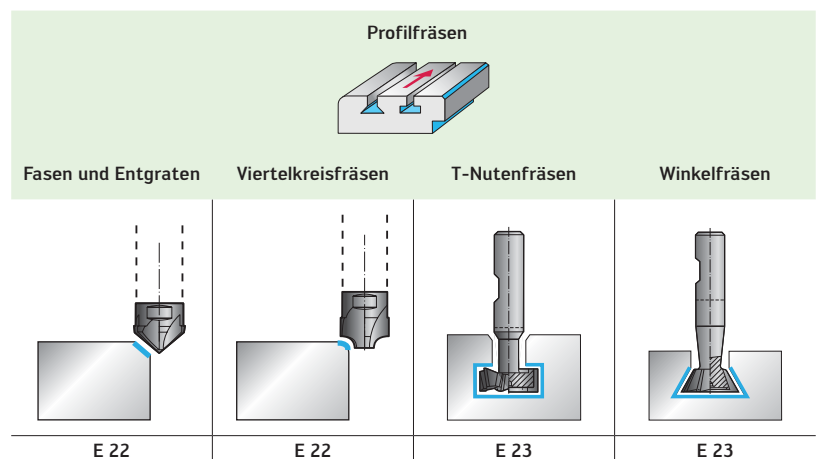 Profilfräsen
Fasen und Entgraten
Viertelkreisfräsen
T-Nutenfräsen
Winkelfräsen
E 22
E 22
E 23
E 23